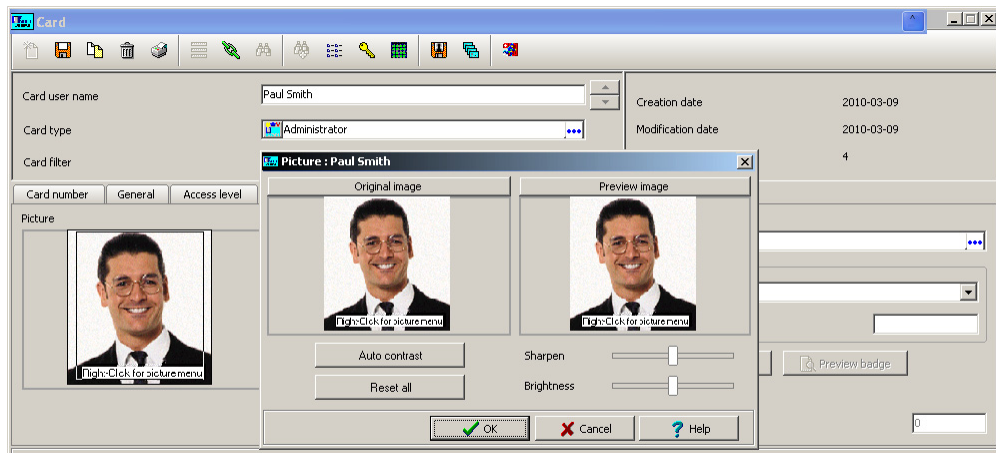 Card
Card user name
Paul Smith
Creation date
2010-03-09
Card type
Administrator
Modification date
2010-03-09
Card filter
4
Card number
General
Access level
Picture
Right-Click for picture menu
Picture : Paul Smith
Original image
Preview image
Right-Click for picture menu
Right-Click for picture menu
Auto contrast
Sharpen
Reset all
Brightness
OK
Cancel
Help
Preview badge
0